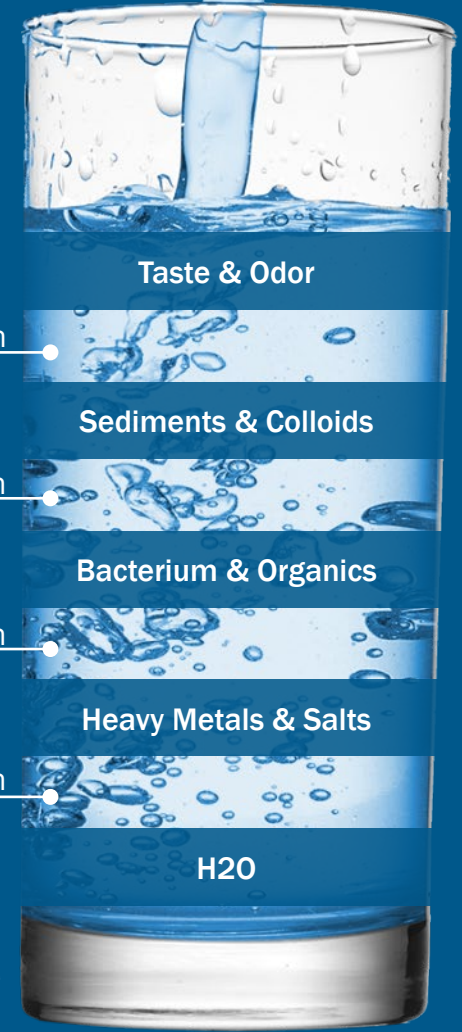 Taste & Odor
Sediments & Colloids
Bacterium & Organics
Heavy Metals & Salts
H2O